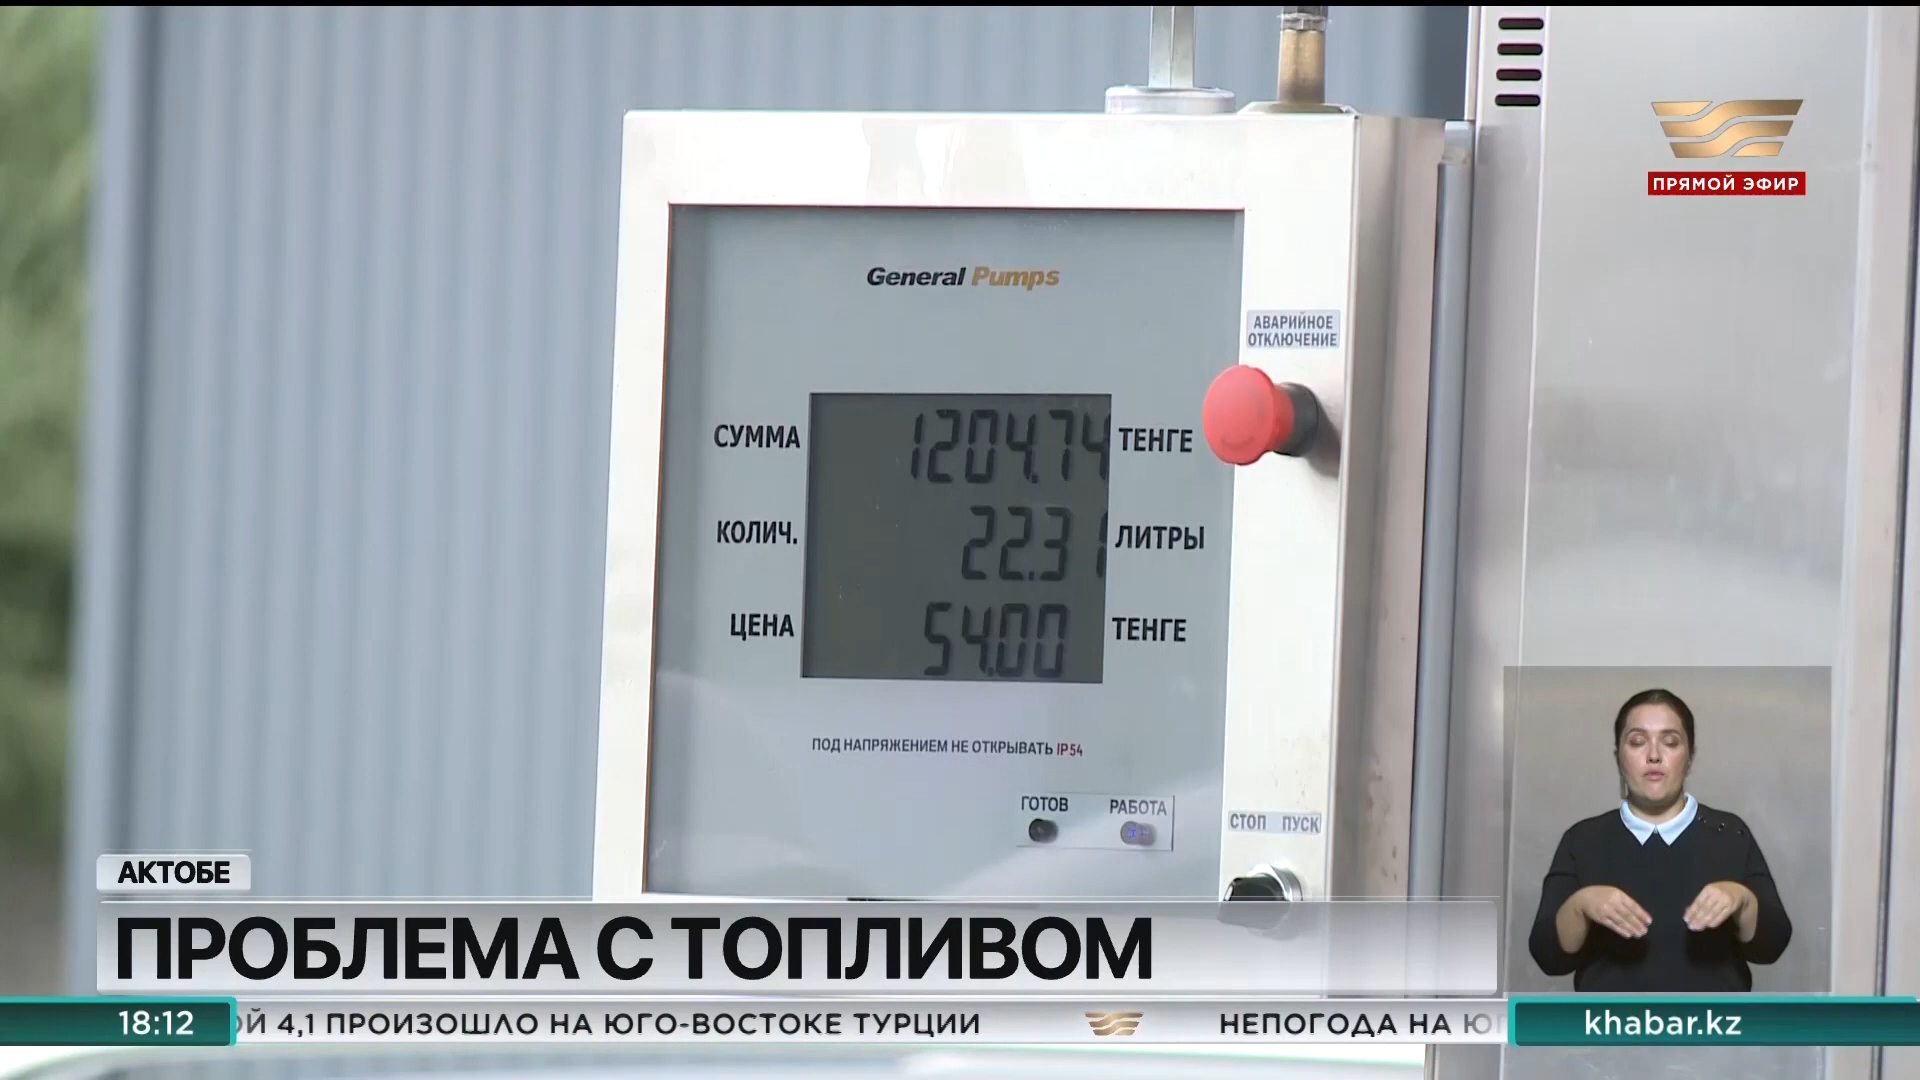 ПРЯМОЙ ЭФИР
General Pumps
АВАРИЙНОЕ
ОТКЛЮЧЕНИЕ
СУММА 1204.74 ТЕНГЕ
КОЛИЧ. 22.31 ЛИТРЫ
ЦЕНА 54.00 ТЕНГЕ
ПОД НАПРЯЖЕНИЕМ НЕ ОТКРЫВАТЬ IP54
ГОТОВ РАБОТА
СТОП ПУСК
АКТОБЕ
ПРОБЛЕМА С ТОПЛИВОМ
18:12 ОЙ 4,1 ПРОИЗОШЛО НА ЮГО-ВОСТОКЕ ТУРЦИИ НЕПОГОДА НА khabar.kz